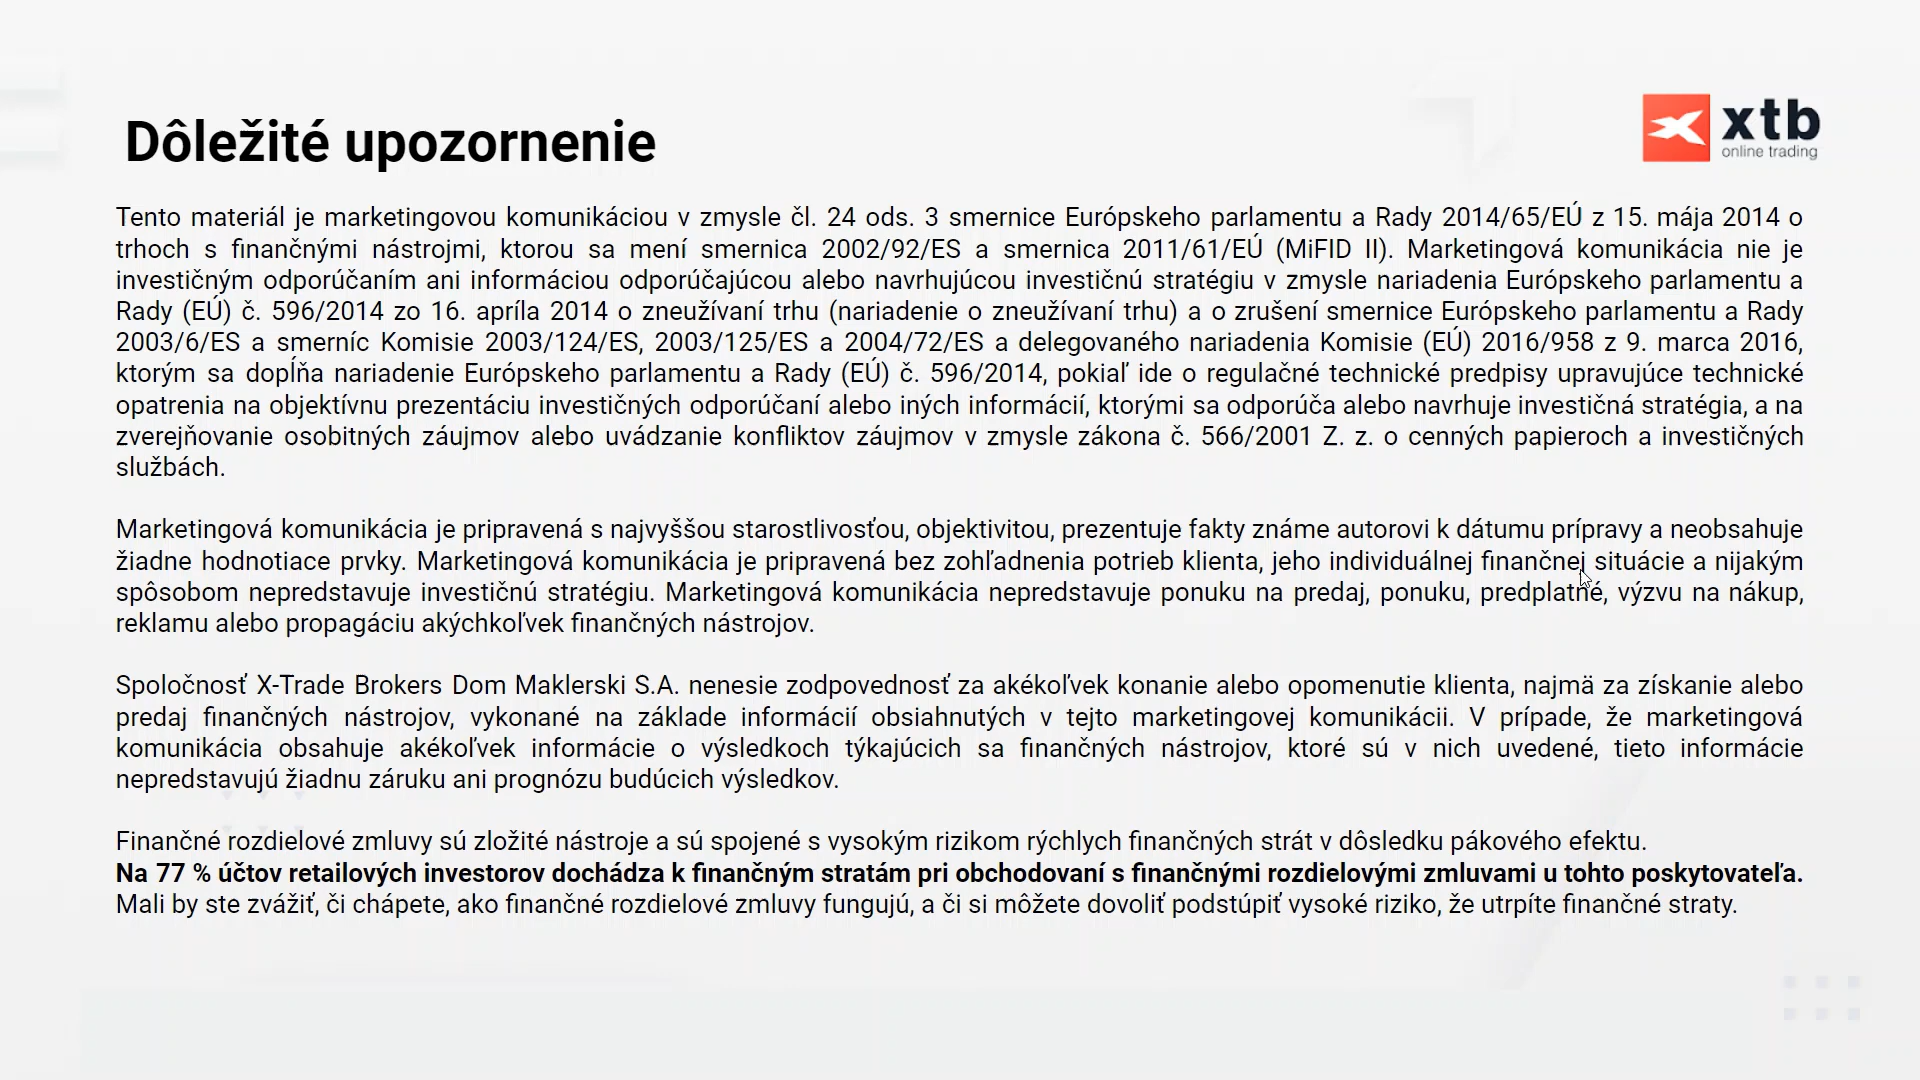 Dôležité upozornenie
xtb
online trading
Tento materiál je marketingovou komunikáciou v zmysle čl. 24 ods. 3 smernice Európskeho parlamentu a Rady 2014/65/EÚ z 15. mája 2014 o
trhoch s finančnými nástrojmi, ktorou sa mení smernica 2002/92/ES a smernica 2011/61/EÚ (MiFID II). Marketingová komunikácia nie je
investičným odporúčaním ani informáciou odporúčajúcou alebo navrhujúcou investičnú stratégiu v zmysle nariadenia Európskeho parlamentu a
Rady (EÚ) č. 596/2014 zo 16. apríla 2014 o zneužívaní trhu (nariadenie o zneužívaní trhu) a o zrušení smernice Európskeho parlamentu a Rady
2003/6/ES a smerníc Komisie 2003/124/ES, 2003/125/ES a 2004/72/ES a delegovaného nariadenia Komisie (EÚ) 2016/958 z 9. marca 2016,
ktorým sa dopĺňa nariadenie Európskeho parlamentu a Rady (EÚ) č. 596/2014, pokiaľ ide o regulačné technické predpisy upravujúce technické
opatrenia na objektívnu prezentáciu investičných odporúčaní alebo iných informácií, ktorými sa odporúča alebo navrhuje investičná stratégia, a na
zverejňovanie osobitných záujmov alebo uvádzanie konfliktov záujmov v zmysle zákona č. 566/2001 Z. z. o cenných papieroch a investičných
službách.
Marketingová komunikácia je pripravená s najvyššou starostlivosťou, objektivitou, prezentuje fakty známe autorovi k dátumu prípravy a neobsahuje
žiadne hodnotiace prvky. Marketingová komunikácia je pripravená bez zohľadnenia potrieb klienta, jeho individuálnej finančnej situácie a nijakým
spôsobom nepredstavuje investičnú stratégiu. Marketingová komunikácia nepredstavuje ponuku na predaj, ponuku, predplatné, výzvu na nákup,
reklamu alebo propagáciu akýchkoľvek finančných nástrojov.
Spoločnosť X-Trade Brokers Dom Maklerski S.A. nenesie zodpovednosť za akékoľvek konanie alebo opomenutie klienta, najmä za získanie alebo
predaj finančných nástrojov, vykonané na základe informácií obsiahnutých v tejto marketingovej komunikácii. V prípade, že marketingová
komunikácia obsahuje akékoľvek informácie o výsledkoch týkajúcich sa finančných nástrojov, ktoré sú v nich uvedené, tieto informácie
nepredstavujú žiadnu záruku ani prognózu budúcich výsledkov.
Finančné rozdielové zmluvy sú zložité nástroje a sú spojené s vysokým rizikom rýchlych finančných strát v dôsledku pákového efektu.
Na 77 % účtov retailových investorov dochádza k finančným stratám pri obchodovaní s finančnými rozdielovými zmluvami u tohto poskytovateľa.
Mali by ste zvážiť, či chápete, ako finančné rozdielové zmluvy fungujú, a či si môžete dovoliť podstúpiť vysoké riziko, že utrpíte finančné straty.